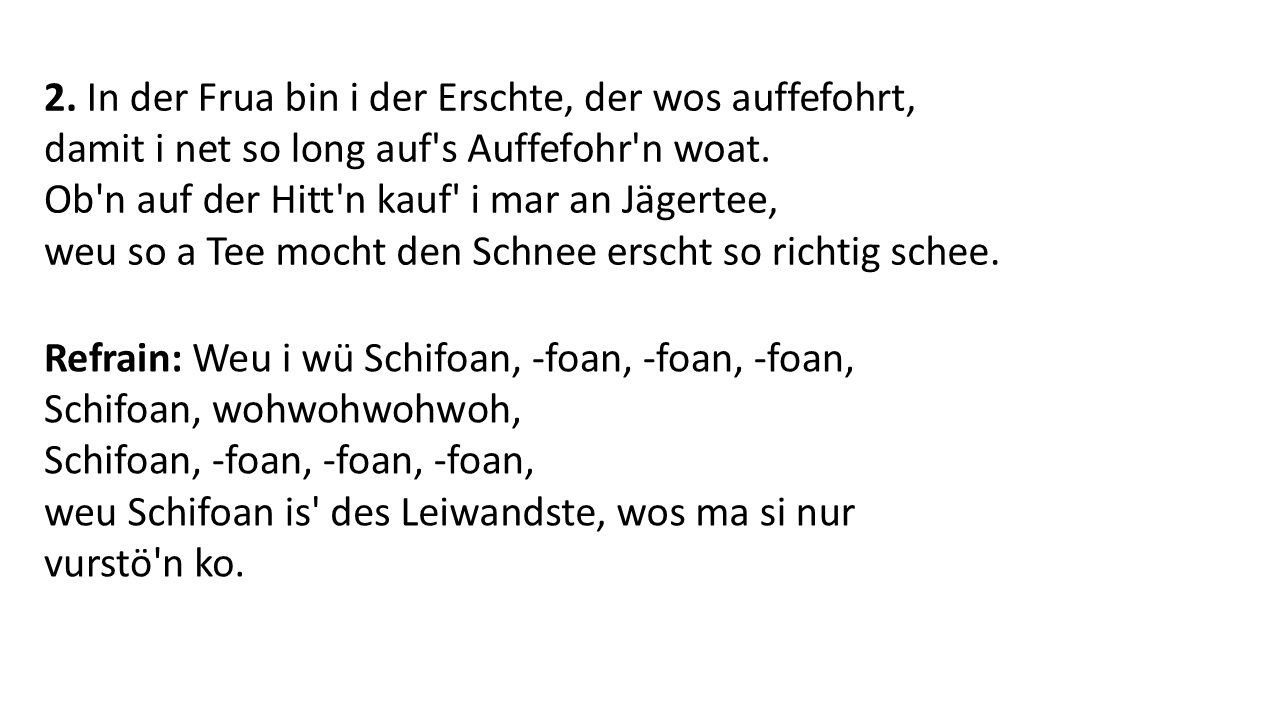 2. In der Frua bin i der Erschte, der wos auffefohrt,
damit i net so long auf's Auffefohr'n woat.
Ob'n auf der Hitt'n kauf' i mar an Jägertee,
weu so a Tee mocht den Schnee erscht so richtig schee.
Refrain: Weu i wü Schifoan, -foan, -foan, -foan,
Schifoan, wohwohwohwoh,
Schifoan, -foan, -foan, -foan,
weu Schifoan is' des Leiwandste, wos ma si nur
vurstö'n ko.